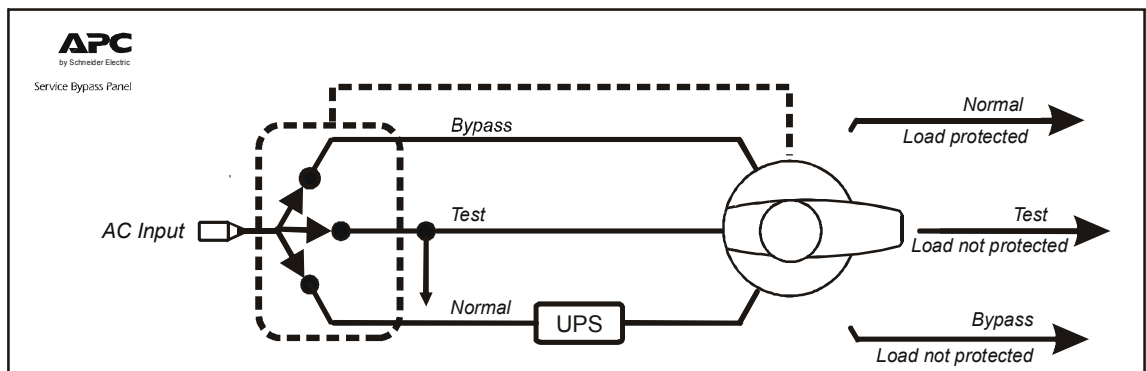 APC
by Schneider Electric
Service Bypass Panel
Bypass
Normal
Load protected
AC Input
Test
Test
Load not protected
Normal
UPS
Bypass
Load not protected